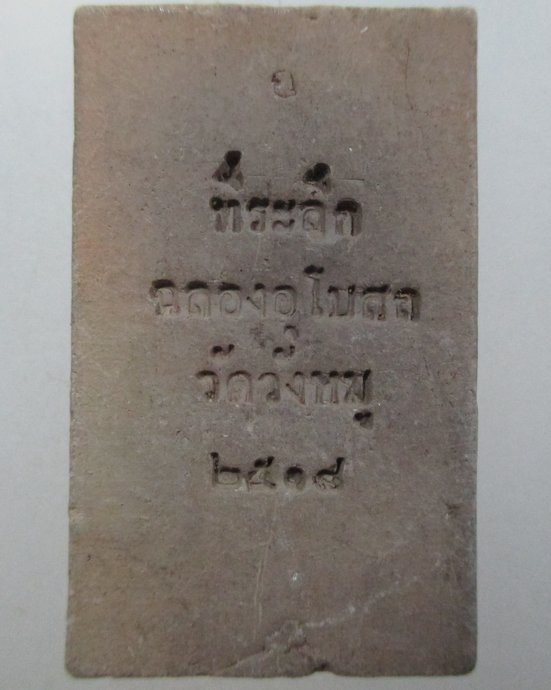 ฉ
ที่ระลึก
ฉลองอุโบสถ
วัดวังหมู
๒๕๑๘